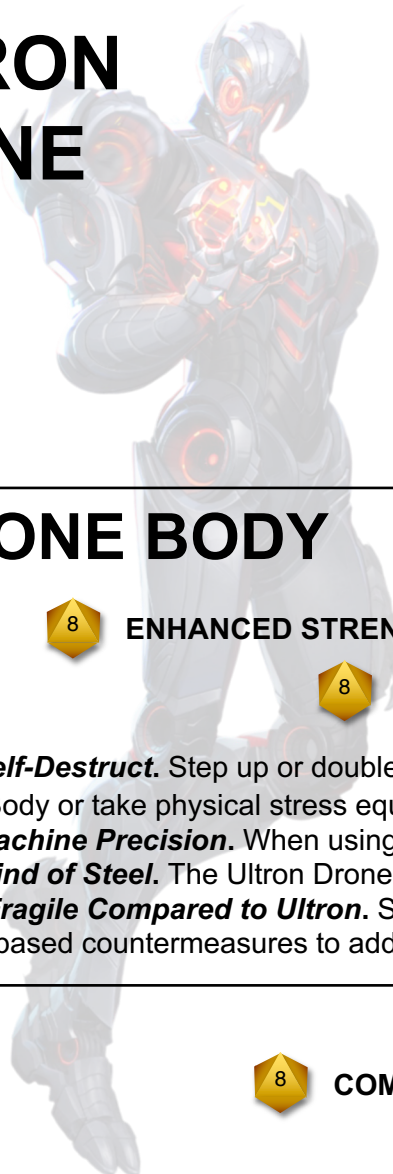 RON
NE
ONE BODY
8 ENHANCED STREN
8
elf-Destruct. Step up or double
Body or take physical stress equ
achine Precision. When using
ind of Steel. The Ultron Drone
ragile Compared to Ultron. S
based countermeasures to add
8 COM